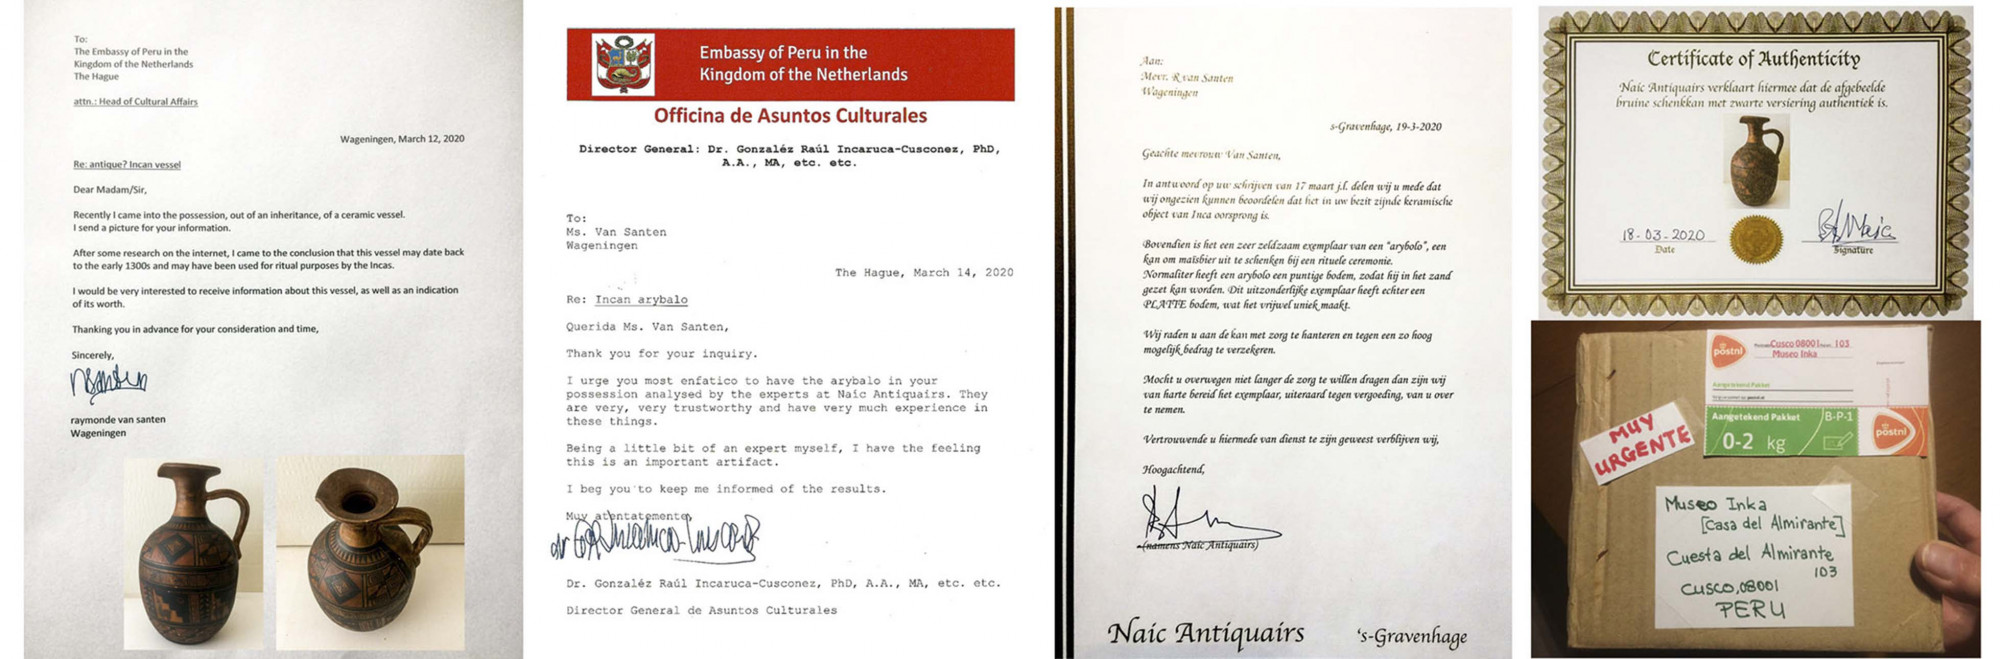 To:
The Embassy of Peru in the
Kingdom of the Netherlands
The Hague
attn.: Head of Cultural Affairs
Wageningen, March 12, 2020
Re: antique? Incan vessel
Dear Madam/Sir,
Recently I came into the possession, out of an inheritance, of a ceramic vessel.
I send a picture for your information.
After some research on the internet, I came to the conclusion that this vessel may date back
to the early 1300s and may have been used for ritual purposes by the Incas.
I would be very interested to receive information about this vessel, as well as an indication
of its worth.
Thanking you in advance for your consideration and time,
Sincerely,
raymonde van santen
Wageningen
Embassy of Peru in the
Kingdom of the Netherlands
Officina de Asuntos Culturales
Director General: Dr. Gonzaléz Raúl Incaruca-Cusconez, PhD,
A.A., MA, etc. etc.
To:
Ms. Van Santen
Wageningen
The Hague, March 14, 2020
Re: Incan arybalo
Querida Ms. Van Santen,
Thank you for your inquiry.
I urge you most enfatico to have the arybalo in your
possession analysed by the experts at Naic Antiquairs. They
are very, very trustworthy and have very much experience in
these things.
Being a little bit of an expert myself, I have the feeling
this is an important artifact.
I beg you to keep me informed of the results.
Muy atentatemente,
Dr. Gonzaléz Raúl Incaruca-Cusconez, PhD, A.A., MA, etc. etc.
Director General de Asuntos Culturales
Aan:
Mevr. R van Santen
Wageningen
s-Gravenhage, 19-3-2020
Geachte mevrouw Van Santen,
In antwoord op uw schrijven van 17 maart j.l. delen wij u mede dat
wij ongezien kunnen beoordelen dat het in uw bezit zijnde keramische
object van Inca oorsprong is.
Bovendien is het een zeer zeldzaam exemplaar van een "arybolo", een
kan om maïsbier uit te schenken bij een rituele ceremonie.
Normaliter heeft een arybolo een puntige bodem, zodat hij in het zand
gezet kan worden. Dit uitzonderlijke exemplaar heeft echter een
PLATTE bodem, wat het vrijwel uniek maakt.
Wij raden u aan de kan met zorg te hanteren en tegen een zo hoog
mogelijk bedrag te verzekeren.
Mocht u overwegen niet langer de zorg te willen dragen dan zijn wij
van harte bereid het exemplaar, uiteraard tegen vergoeding, van u over
te nemen.
Vertrouwende u hiermede van dienst te zijn geweest verblijven wij,
Hoogachtend,
(namens Naic Antiquairs)
Naic Antiquairs 's-Gravenhage
Certificate of Authenticity
Naic Antiquairs verklaart hiermee dat de afgebeelde
bruine schenkkan met zwarte versiering authentiek is.
18-03-2020
Date
Signature
postnl
Cusco 08001 103
Museo Inka
Aangetekend Pakket
Aangetekend Pakket B-P-1
0-2 kg
postnl
MUY
URGENTE
Museo Inka
[Casa del Almirante]
Cuesta del Almirante
103
CUSCO, 08001
PERU